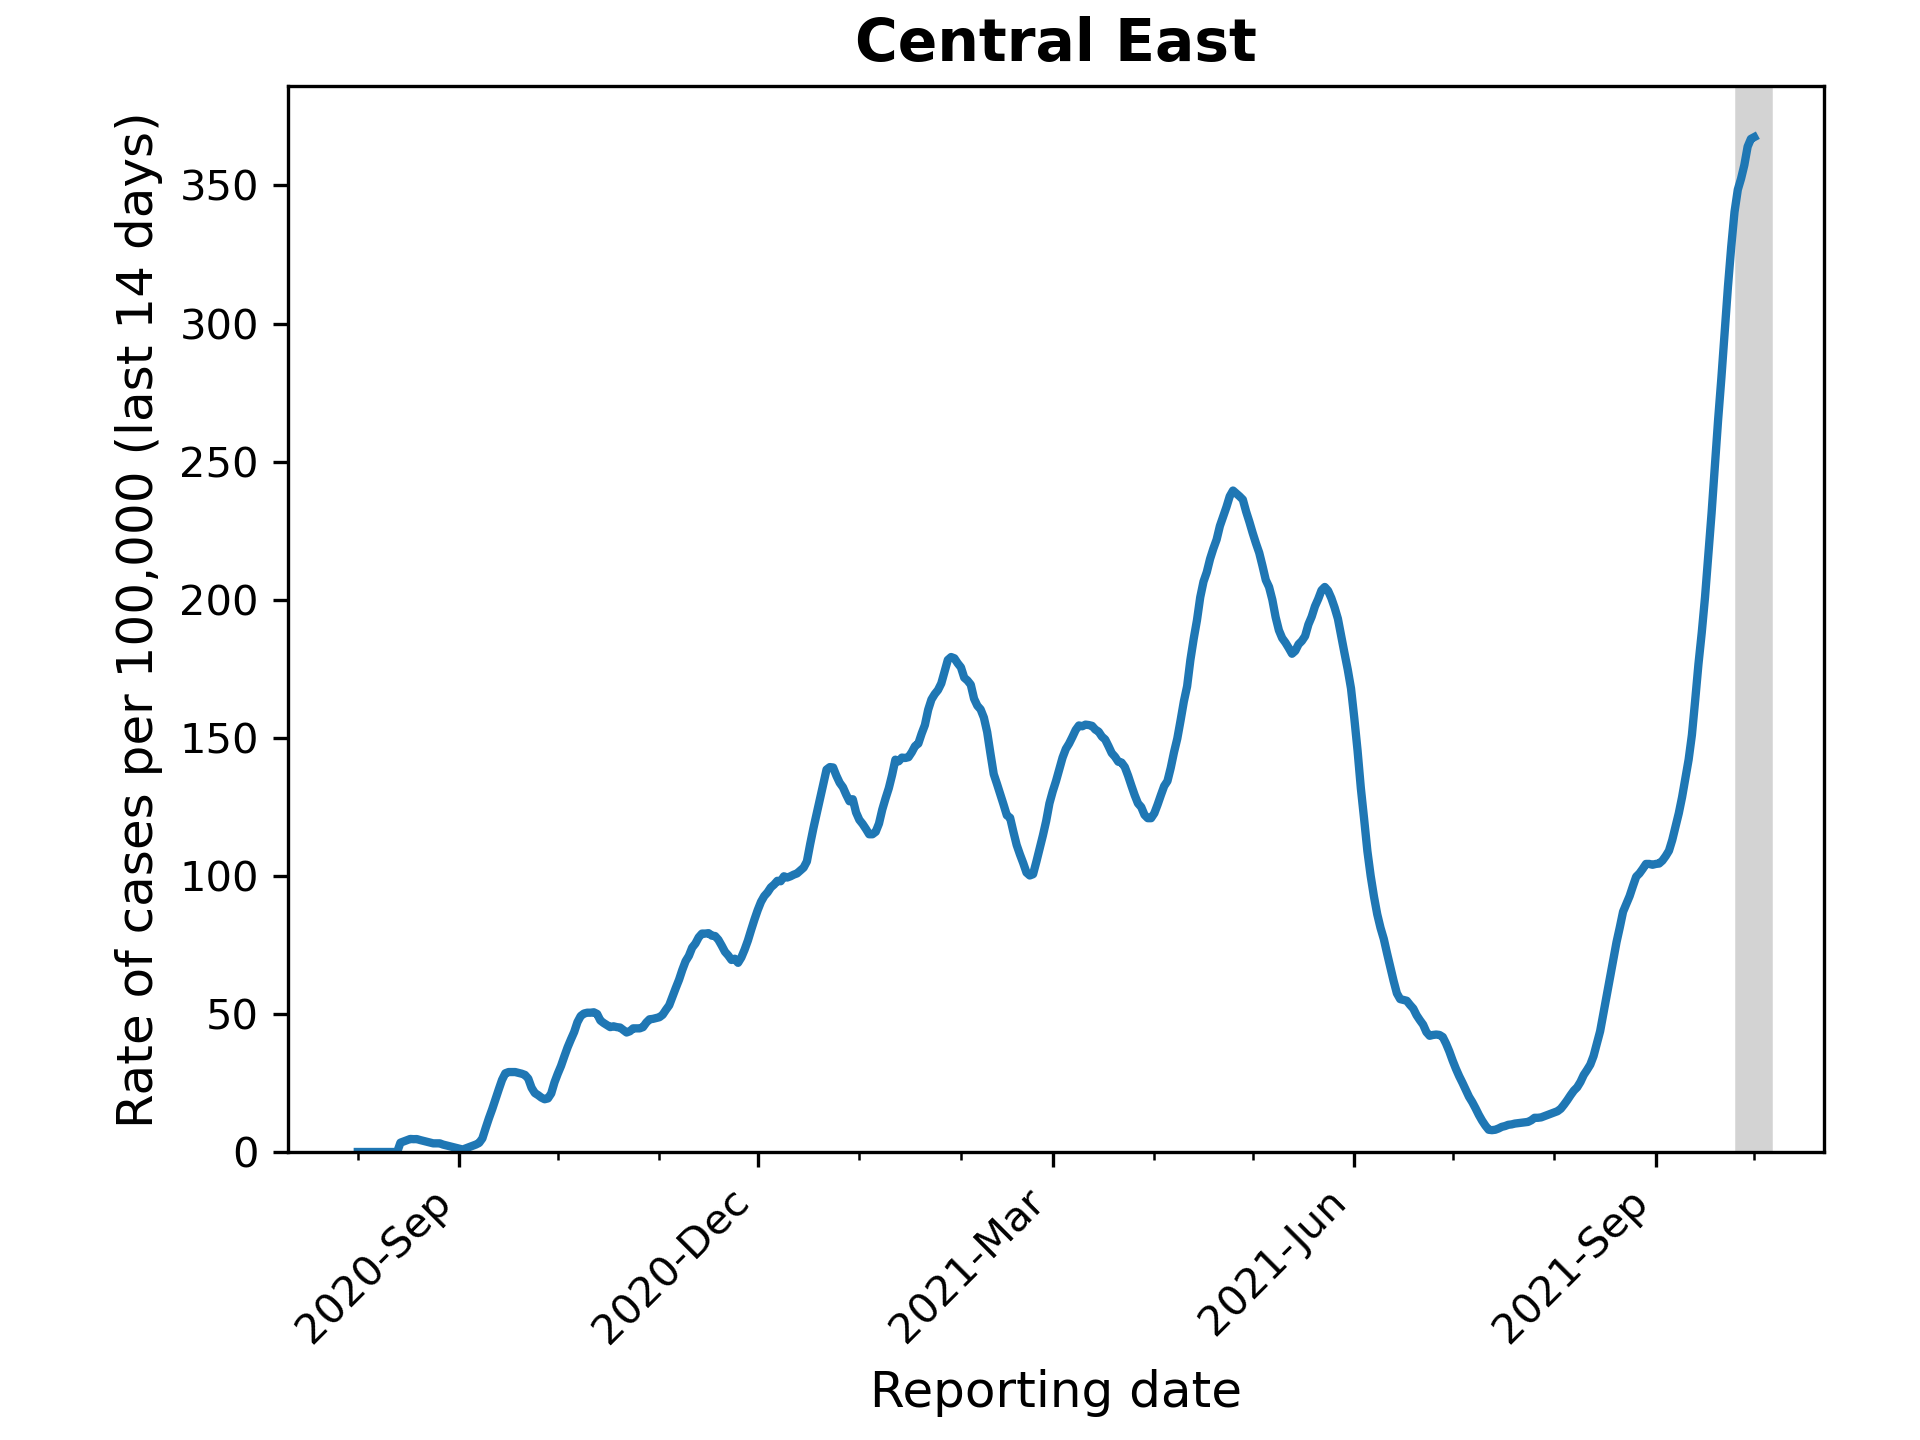 Central East
Rate of cases per 100,000 (last 14 days)
350
300
250
200
150
100
50
0
2020-Sep
2020-Dec
2021-Mar
2021-Jun
2021-Sep
Reporting date